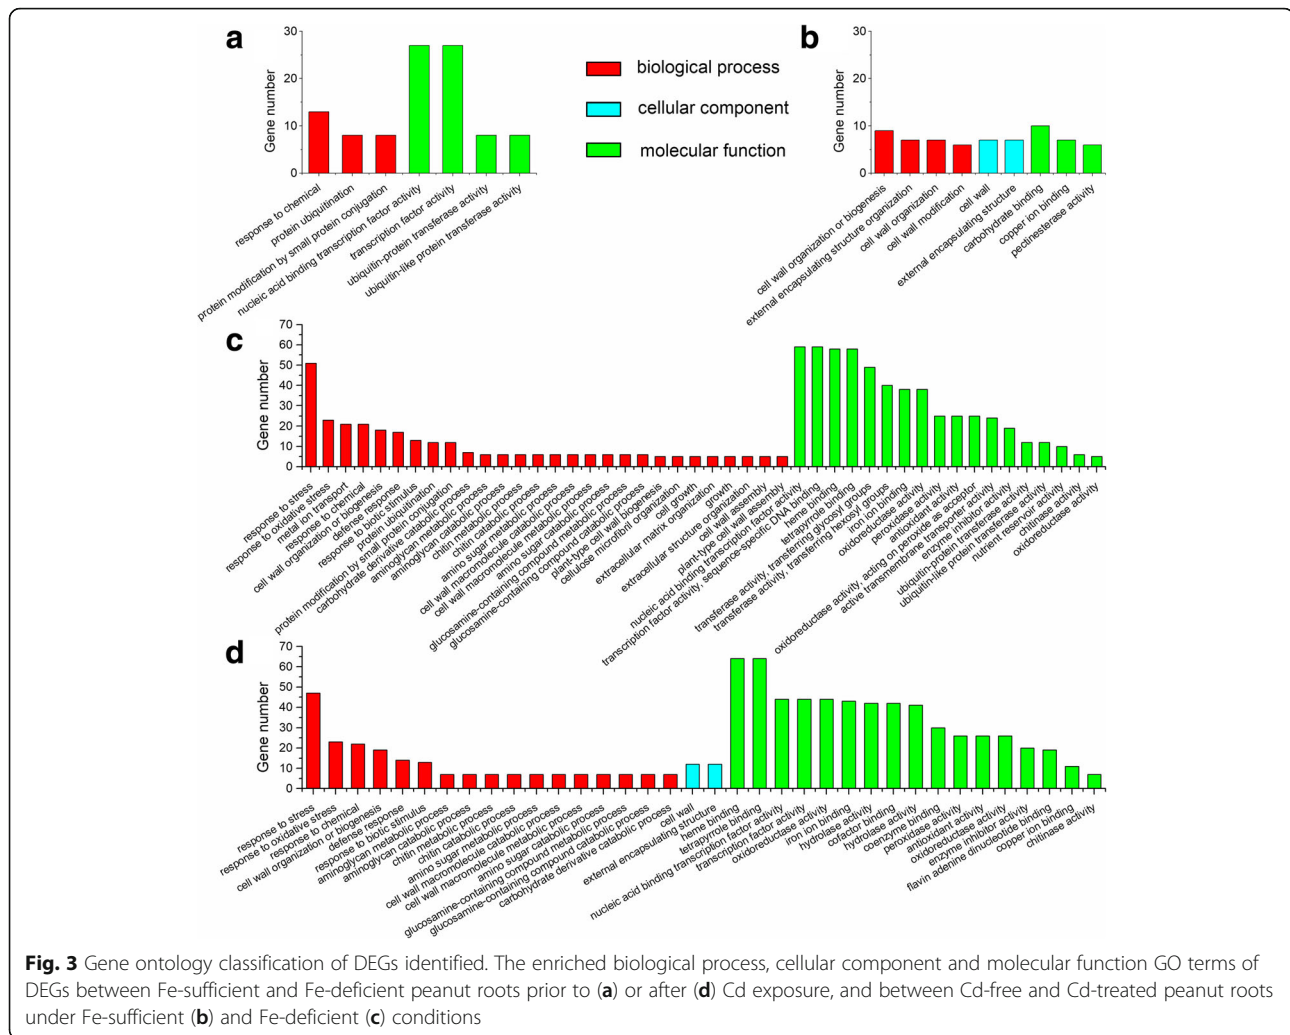 a
30
20
10
0
Gene number
response to chemical
protein ubiquitination
protein modification by small protein conjugation
nucleic acid binding transcription factor activity
transcription factor activity
ubiquitin-protein transferase activity
ubiquitin-like protein transferase activity
biological process
cellular component
molecular function
b
30
20
10
0
Gene number
cell wall organization or biogenesis
external encapsulating structure organization
cell wall organization
cell wall modification
cell wall
external encapsulating structure
carbohydrate binding
copper ion binding
pectinesterase activity
c
70
60
50
40
30
20
10
0
Gene number
response to stress
response to oxidative stress
metal ion transport
response to chemical
cell wall organization or biogenesis
defense response
response to biotic stimulus
protein ubiquitination
protein modification by small protein conjugation
carbohydrate derivative catabolic process
aminoglycan metabolic process
aminoglycan catabolic process
chitin metabolic process
chitin catabolic process
amino sugar metabolic process
cell wall macromolecule catabolic process
cell wall macromolecule metabolic process
amino sugar catabolic process
glucosamine-containing compound metabolic process
glucosamine-containing compound catabolic process
plant-type cell wall biogenesis
cellulose microfibril organization
cell growth
extracellular matrix organization
growth
extracellular structure organization
cell wall assembly
plant-type cell wall assembly
nucleic acid binding transcription factor activity
transcription factor activity, sequence-specific DNA binding
heme binding
tetrapyrrole binding
transferase activity, transferring glycosyl groups
transferase activity, transferring hexosyl groups
iron ion binding
oxidoreductase activity
peroxidase activity
antioxidant activity
oxidoreductase activity, acting on peroxide as acceptor
active transmembrane transporter activity
enzyme inhibitor activity
ubiquitin-protein transferase activity
ubiquitin-like protein transferase activity
nutrient reservoir activity
chitinase activity
oxidoreductase activity
d
70
60
50
40
30
20
10
0
Gene number
response to stress
response to oxidative stress
response to chemical
cell wall organization or biogenesis
defense response
response to biotic stimulus
aminoglycan metabolic process
aminoglycan catabolic process
chitin metabolic process
chitin catabolic process
amino sugar metabolic process
cell wall macromolecule catabolic process
cell wall macromolecule metabolic process
amino sugar catabolic process
glucosamine-containing compound metabolic process
glucosamine-containing compound catabolic process
carbohydrate derivative catabolic process
cell wall
external encapsulating structure
heme binding
tetrapyrrole binding
nucleic acid binding transcription factor activity
transcription factor activity
oxidoreductase activity
iron ion binding
hydrolase activity
cofactor binding
hydrolase activity
coenzyme binding
peroxidase activity
antioxidant activity
oxidoreductase activity
enzyme inhibitor activity
flavin adenine dinucleotide binding
copper ion binding
chitinase activity
Fig. 3 Gene ontology classification of DEGs identified. The enriched biological process, cellular component and molecular function GO terms of
DEGs between Fe-sufficient and Fe-deficient peanut roots prior to (a) or after (d) Cd exposure, and between Cd-free and Cd-treated peanut roots
under Fe-sufficient (b) and Fe-deficient (c) conditions